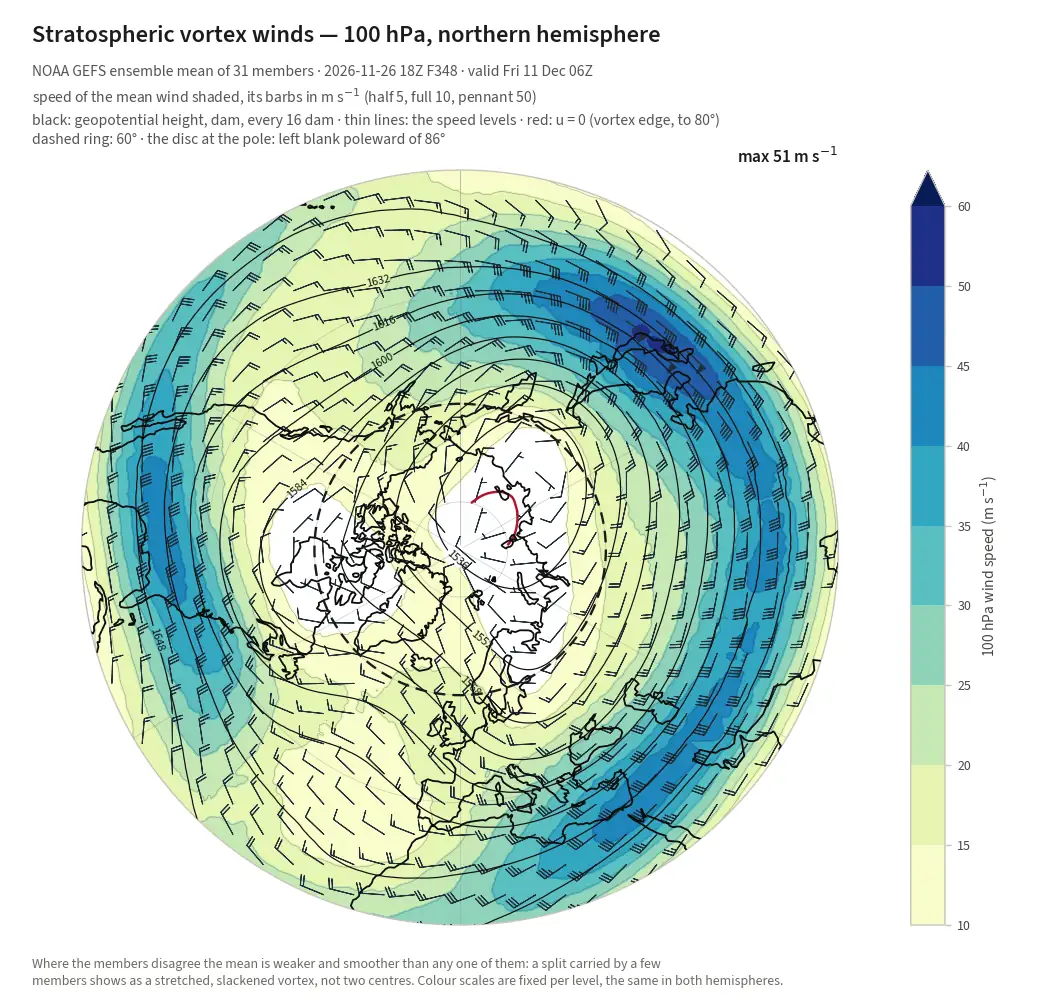 Stratospheric vortex winds — 100 hPa, northern hemisphere
NOAA GEFS ensemble mean of 31 members · 2026-11-26 18Z F348 · valid Fri 11 Dec 06Z
speed of the mean wind shaded, its barbs in m s⁻¹ (half 5, full 10, pennant 50)
black: geopotential height, dam, every 16 dam · thin lines: the speed levels · red: u = 0 (vortex edge, to 80°)
dashed ring: 60° · the disc at the pole: left blank poleward of 86°
max 51 m s⁻¹
60
50
45
40
35
30
25
20
15
10
100 hPa wind speed (m s⁻¹)
1632
1616
1600
1584
1536
1648
Where the members disagree the mean is weaker and smoother than any one of them: a split carried by a few
members shows as a stretched, slackened vortex, not two centres. Colour scales are fixed per level, the same in both hemispheres.